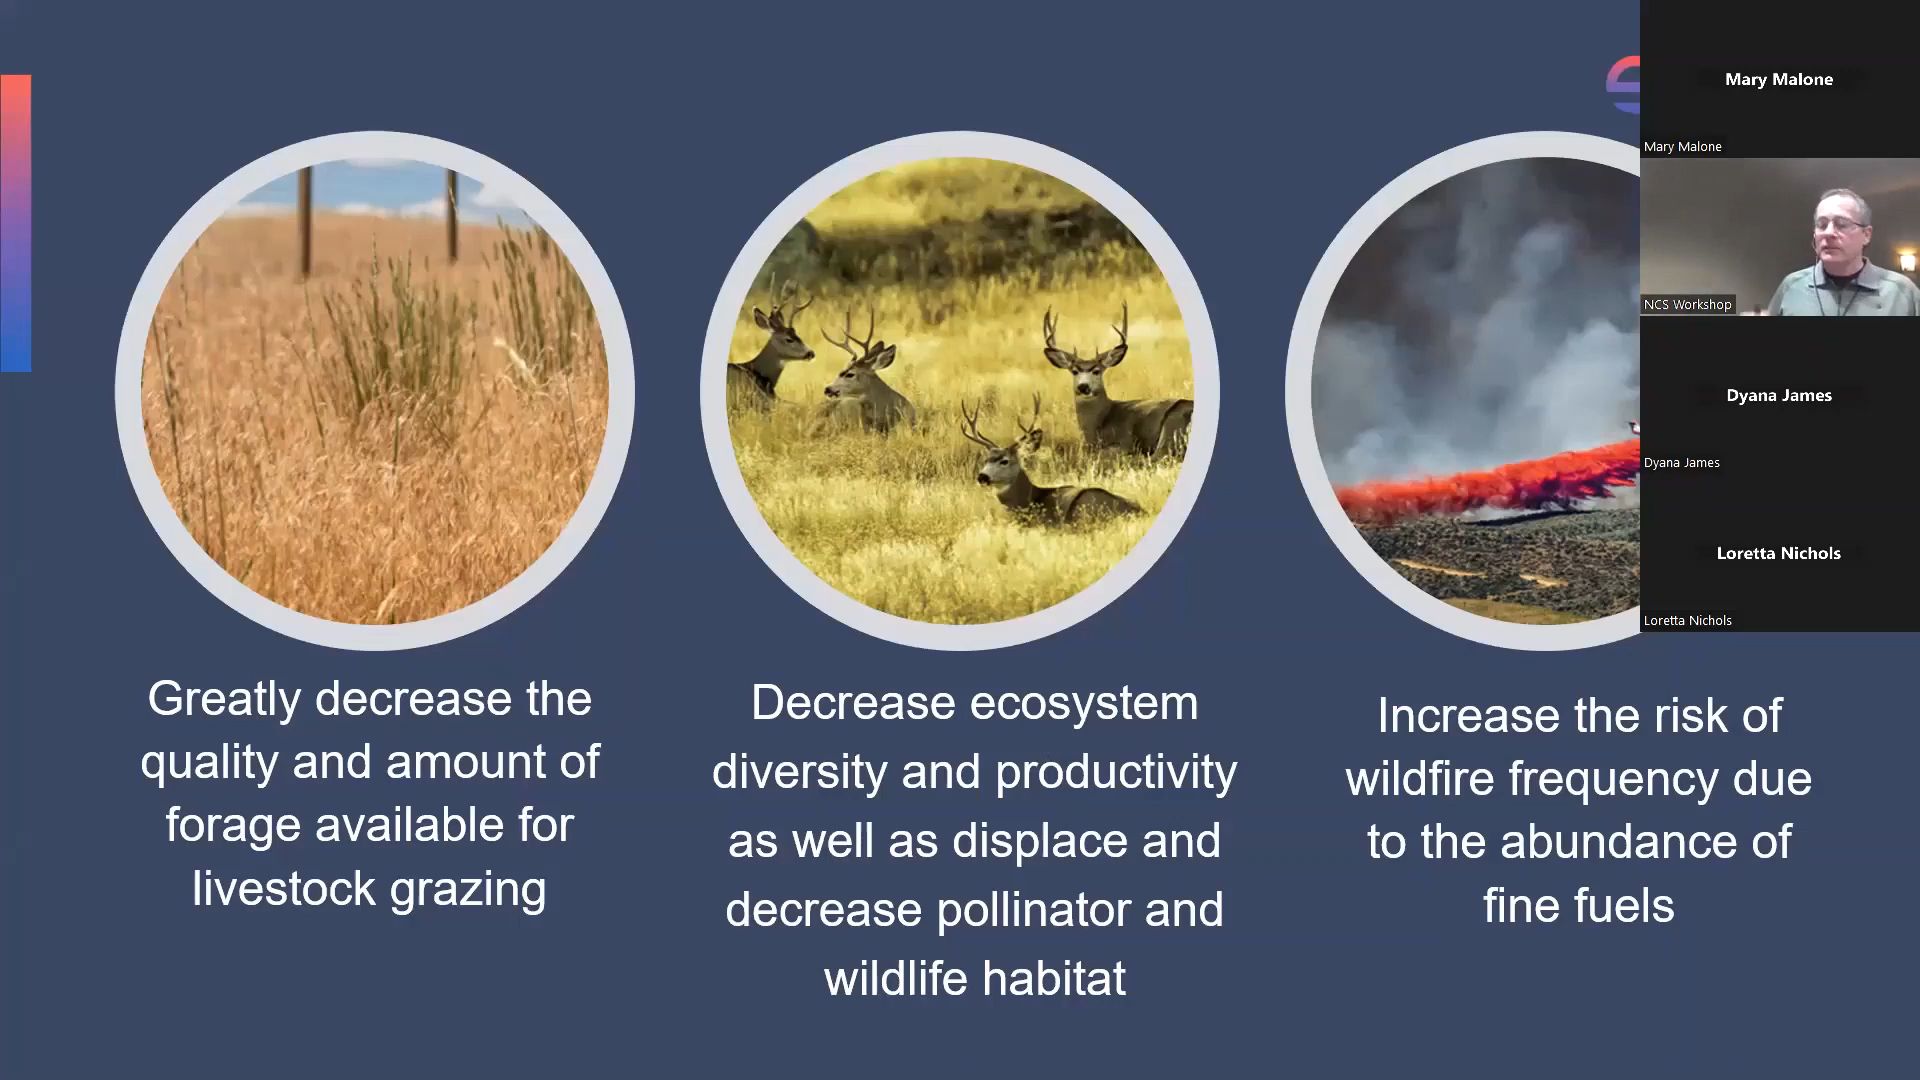 Greatly decrease the
quality and amount of
forage available for
livestock grazing
Decrease ecosystem
diversity and productivity
as well as displace and
decrease pollinator and
wildlife habitat
Increase the risk of
wildfire frequency due
to the abundance of
fine fuels
Mary Malone
Mary Malone
NCS Workshop
Dyana James
Dyana James
Loretta Nichols
Loretta Nichols